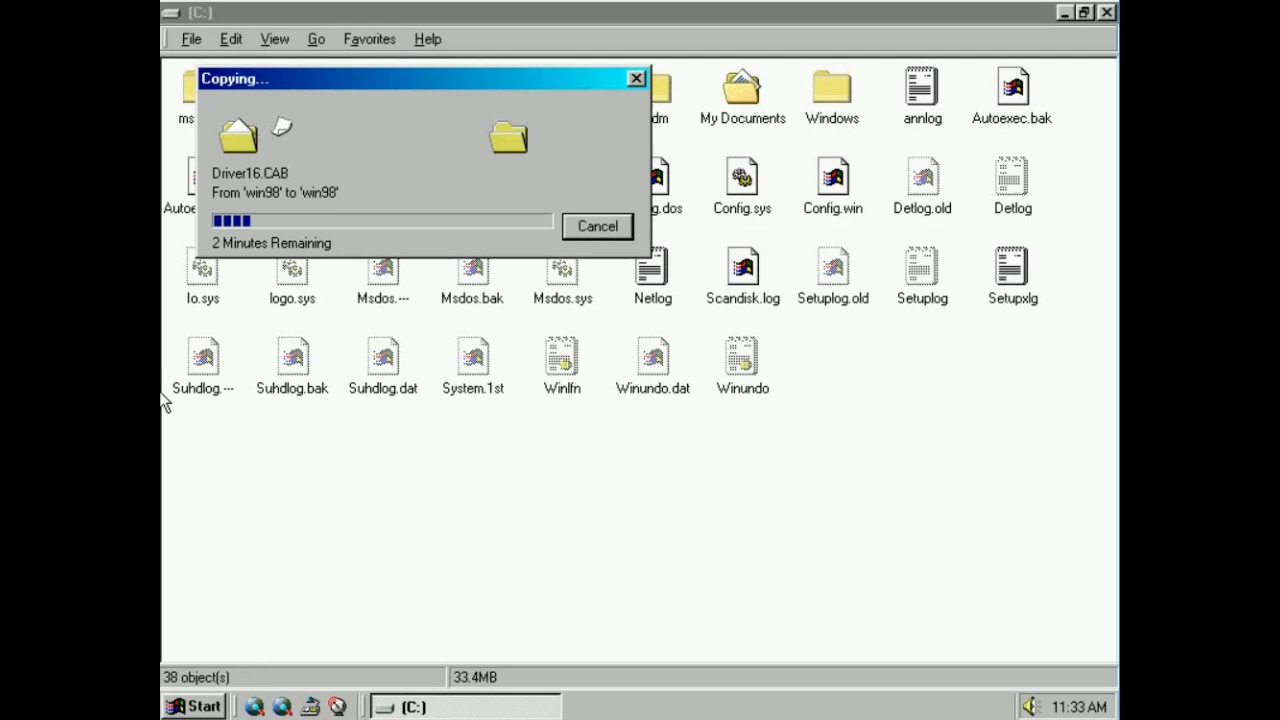 (C:)
File Edit View Go Favorites Help
Copying...
Driver16.CAB
From 'win98' to 'win98'
Cancel
2 Minutes Remaining
My Documents Windows annlog Autoexec.bak
Config.sys Config.win Detlog.old Detlog
Io.sys logo.sys Msdos.--- Msdos.bak Msdos.sys Netlog Scandisk.log Setuplog.old Setuplog Setupxlg
Suhdlog.--- Suhdlog.bak Suhdlog.dat System.1st Winlfn Winundo.dat Winundo
38 object(s) 33.4MB
Start (C:) 11:33 AM